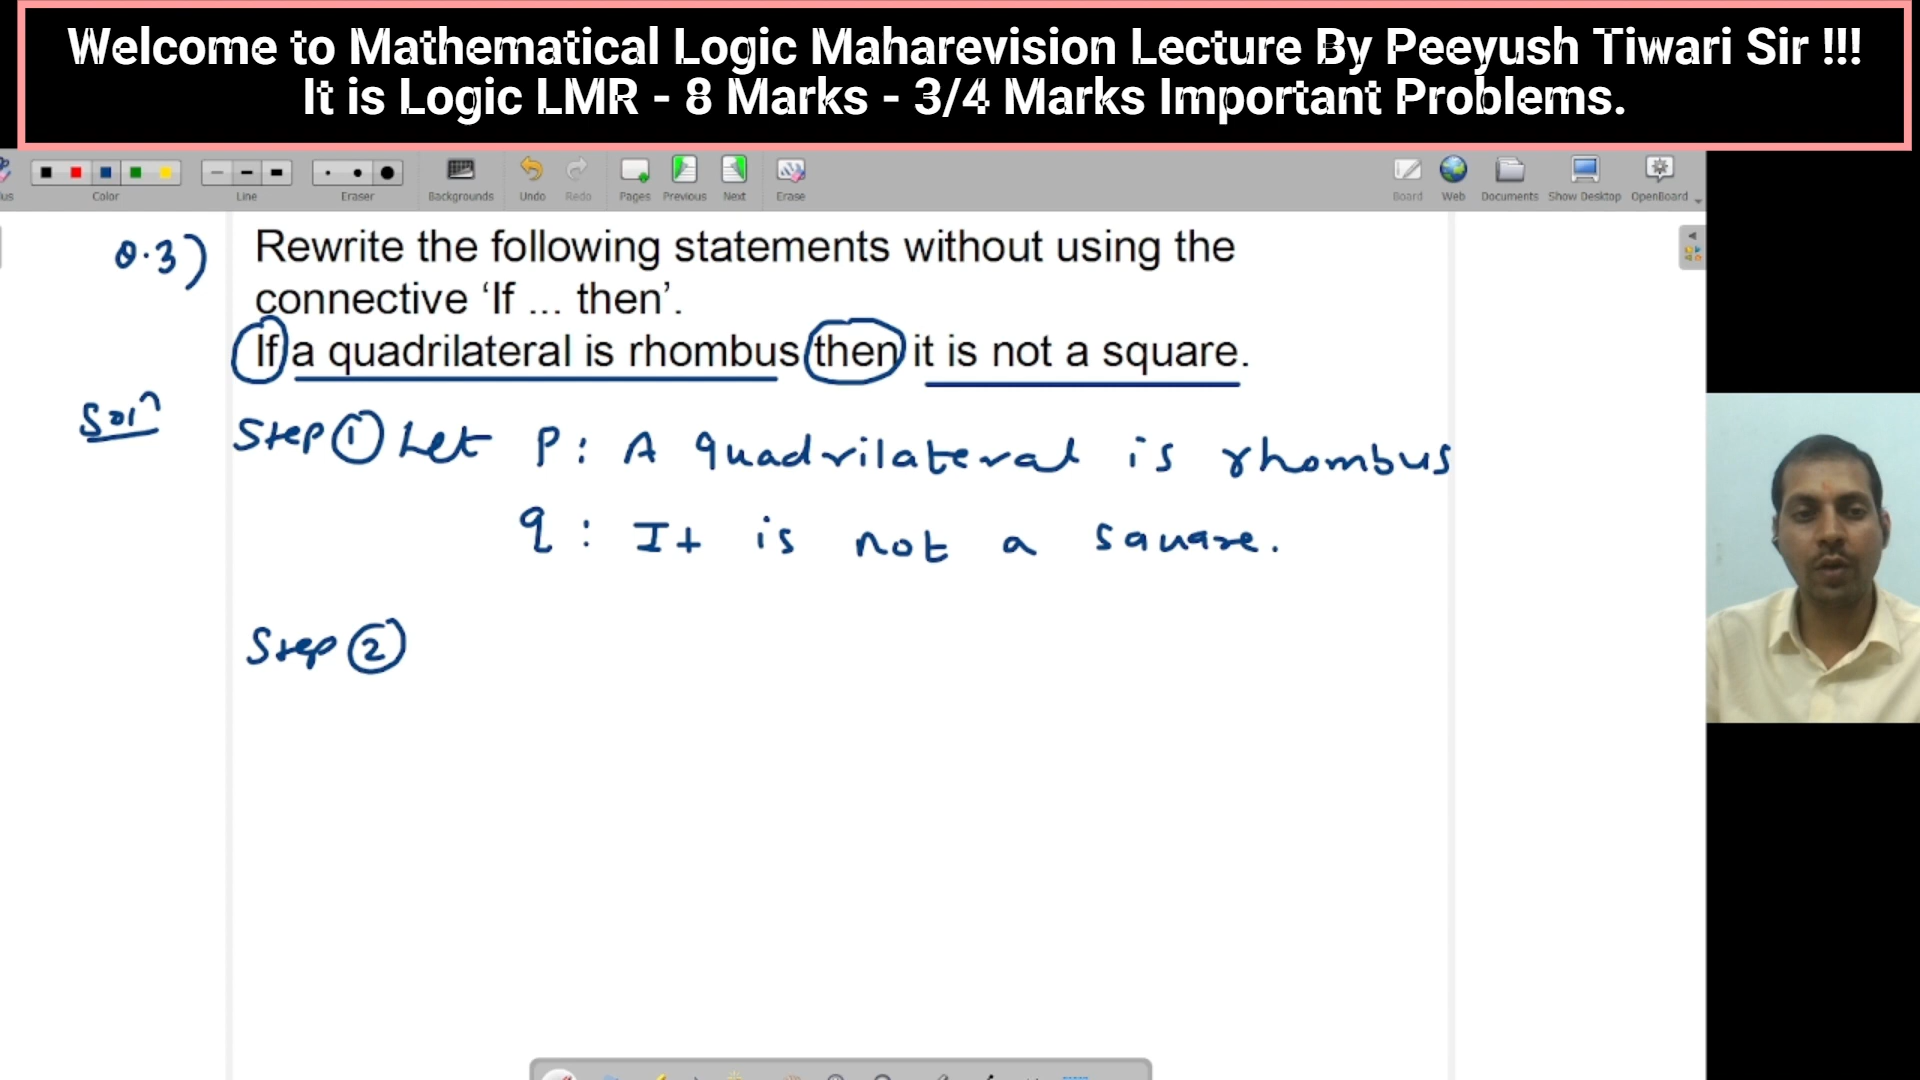 Welcome to Mathematical Logic Maharevision Lecture By Peeyush Tiwari Sir !!!
It is Logic LMR - 8 Marks - 3/4 Marks Important Problems.
Color Line Eraser Backgrounds Undo Redo Pages Previous Next Erase Board Web Documents Show Desktop OpenBoard
Q.3) Rewrite the following statements without using the
connective ‘If ... then’.
If a quadrilateral is rhombus then it is not a square.
Solⁿ Step ① Let P : A quadrilateral is rhombus
q : It is not a square.
Step ②